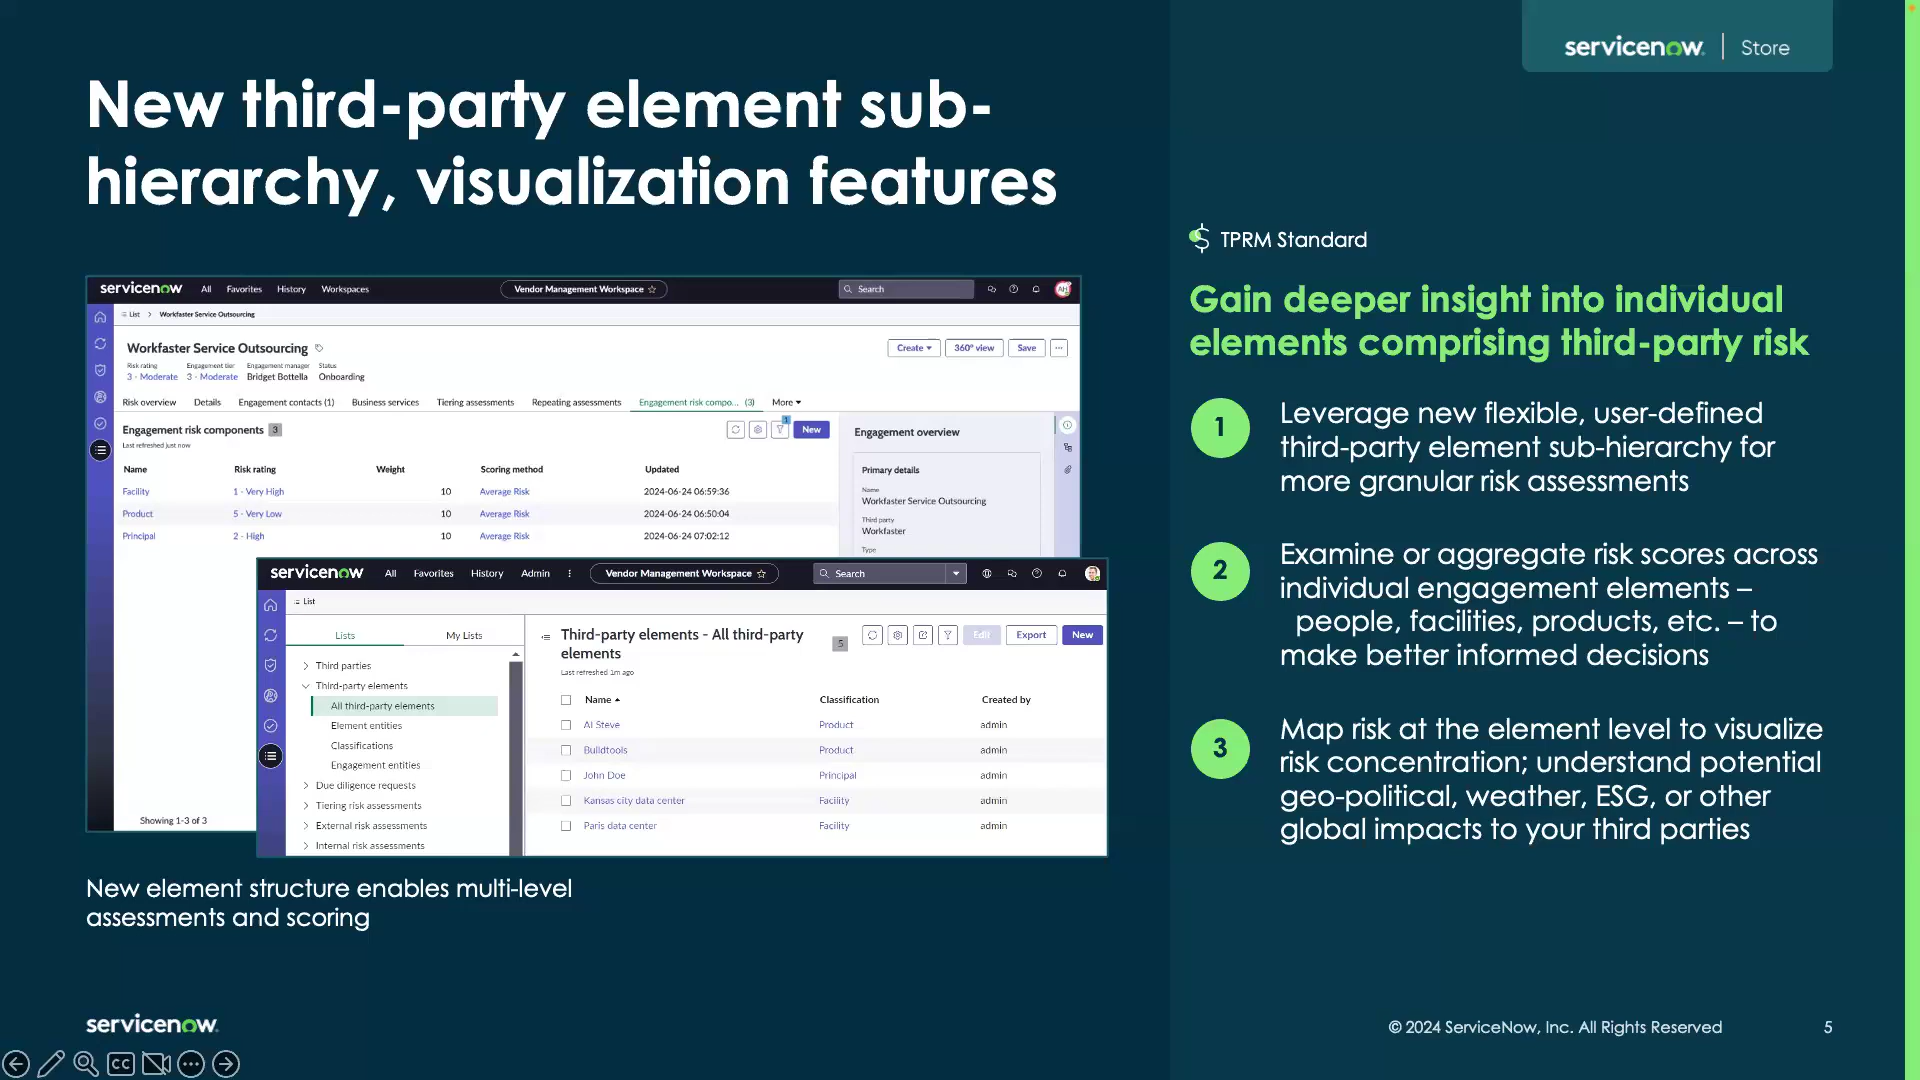 servicenow | Store
New third-party element sub-
hierarchy, visualization features
servicenow All Favorites History Workspaces Vendor Management Workspace Search AH
List > Workfaster Service Outsourcing
Workfaster Service Outsourcing
Create 360° view Save
Risk rating Engagement tier Engagement manager Status
3 - Moderate 3 - Moderate Bridget Bottella Onboarding
Risk overview Details Engagement contacts (1) Business services Tiering assessments Repeating assessments Engagement risk compo... (3) More
Engagement risk components 3
1
New
Last refreshed just now
Name Risk rating Weight Scoring method Updated
Facility 1 - Very High 10 Average Risk 2024-06-24 06:59:36
Product 5 - Very Low 10 Average Risk 2024-06-24 06:50:04
Principal 2 - High 10 Average Risk 2024-06-24 07:02:12
Engagement overview
Primary details
Name
Workfaster Service Outsourcing
Third party
Workfaster
Type
Showing 1-3 of 3
servicenow All Favorites History Admin Vendor Management Workspace Search
List
Lists My Lists
Third parties
Third-party elements
All third-party elements
Element entities
Classifications
Engagement entities
Due diligence requests
Tiering risk assessments
External risk assessments
Internal risk assessments
Third-party elements - All third-party
elements
5
Edit Export New
Last refreshed 1m ago
Name Classification Created by
AI Steve Product admin
Buildtools Product admin
John Doe Principal admin
Kansas city data center Facility admin
Paris data center Facility admin
New element structure enables multi-level
assessments and scoring
$ TPRM Standard
Gain deeper insight into individual
elements comprising third-party risk
1
Leverage new flexible, user-defined
third-party element sub-hierarchy for
more granular risk assessments
2
Examine or aggregate risk scores across
individual engagement elements –
people, facilities, products, etc. – to
make better informed decisions
3
Map risk at the element level to visualize
risk concentration; understand potential
geo-political, weather, ESG, or other
global impacts to your third parties
servicenow.
© 2024 ServiceNow, Inc. All Rights Reserved 5
CC